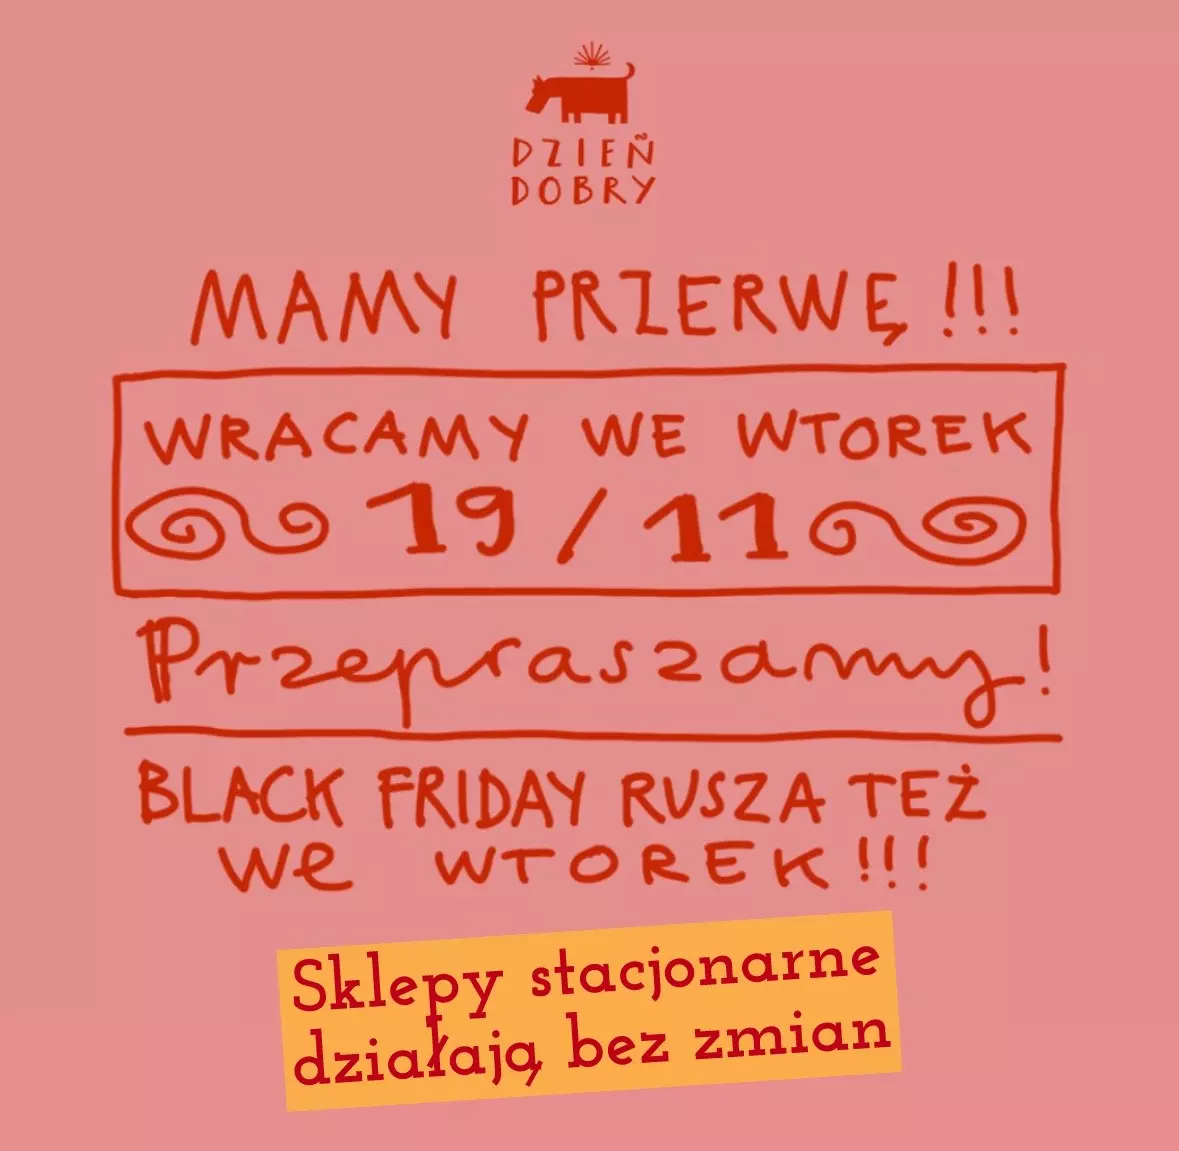 DZIEŃ
DOBRY
MAMY PRZERWĘ!!!
WRACAMY WE WTOREK
19/11
Przepraszamy!
BLACK FRIDAY RUSZA TEŻ
We WTOREK!!!
Sklepy stacjonarne
działają bez zmian